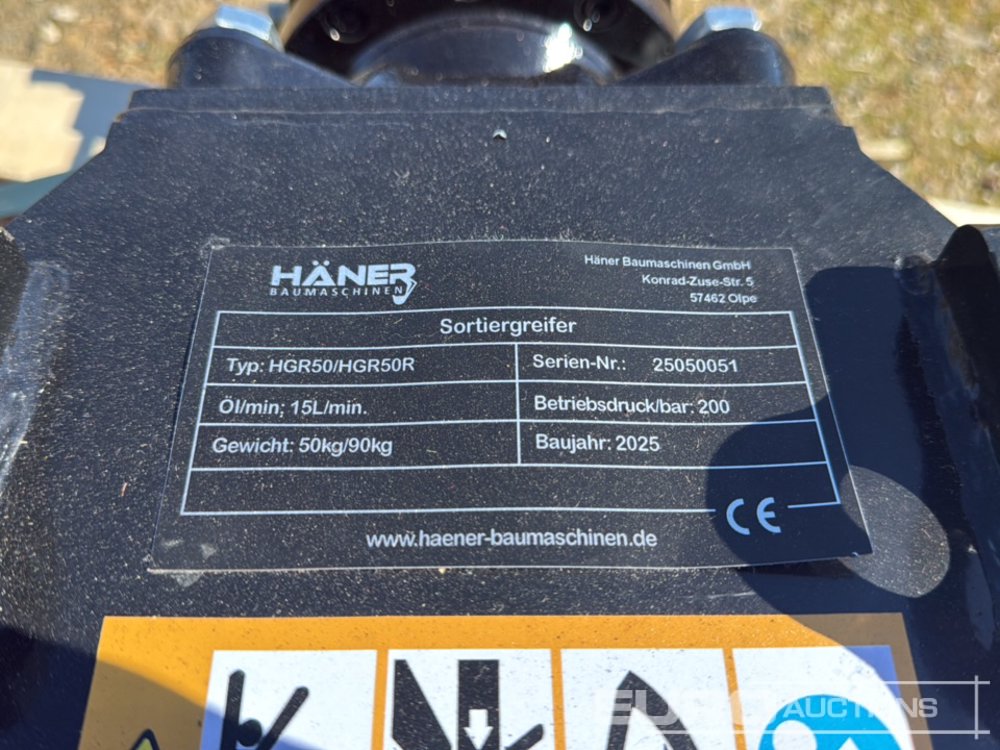 HÄNER
BAUMASCHINEN
Häner Baumaschinen GmbH
Konrad-Zuse-Str. 5
57462 Olpe
Sortiergreifer
Typ: HGR50/HGR50R
Serien-Nr.: 25050051
Öl/min; 15L/min.
Betriebsdruck/bar: 200
Gewicht: 50kg/90kg
Baujahr: 2025
CE
www.haener-baumaschinen.de
EURO AUCTIONS